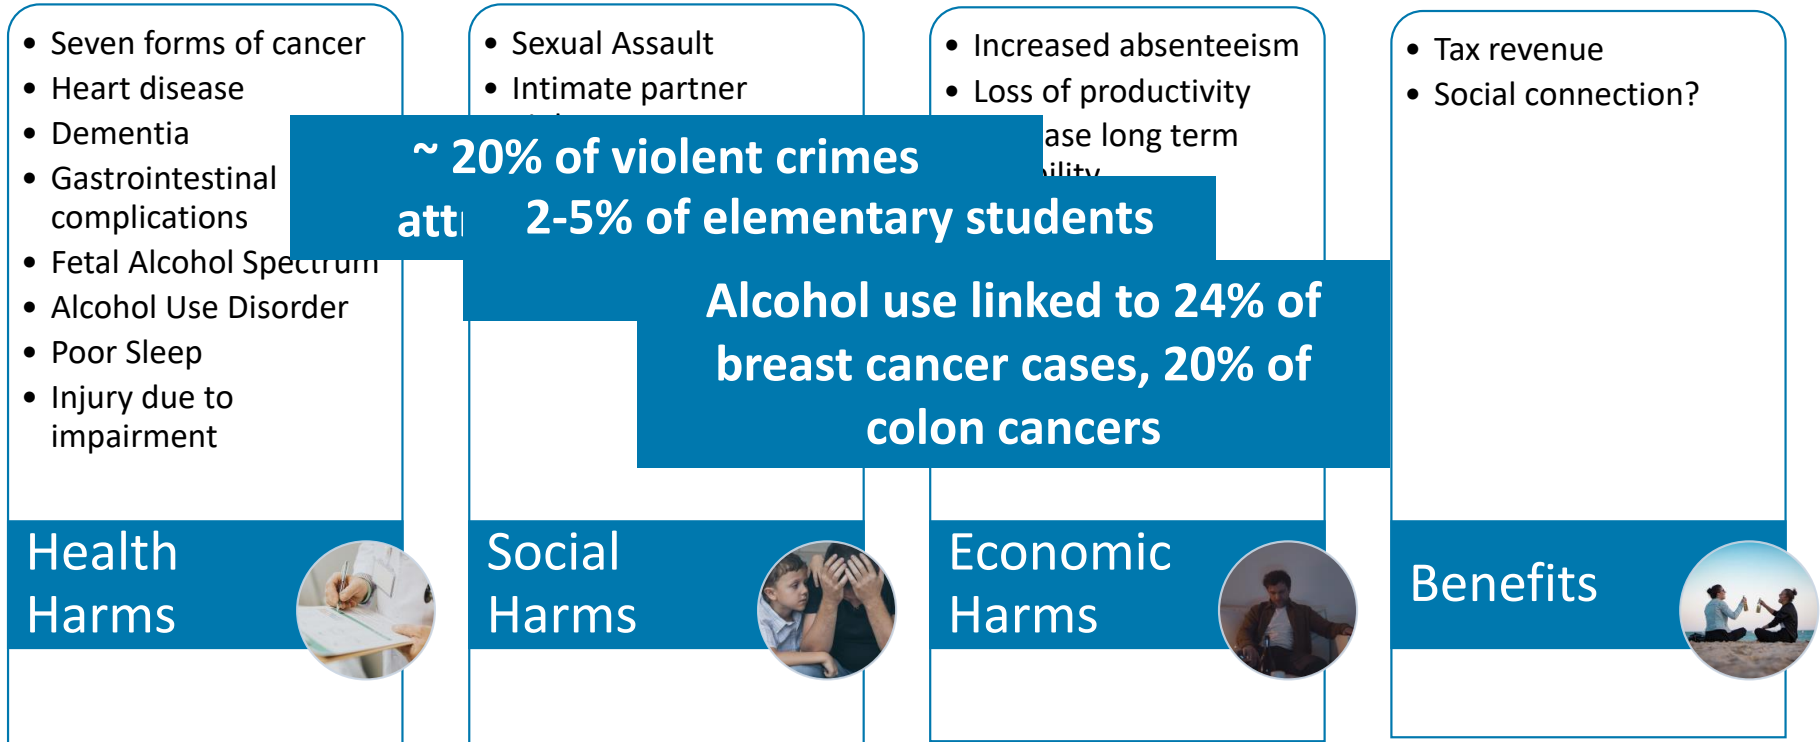 • Seven forms of cancer
• Heart disease
• Dementia
• Gastrointestinal
complications
• Fetal Alcohol Spectrum
• Alcohol Use Disorder
• Poor Sleep
• Injury due to
impairment
Health
Harms
• Sexual Assault
• Intimate partner
Social
Harms
• Increased absenteeism
• Loss of productivity
long term
Economic
Harms
• Tax revenue
• Social connection?
Benefits
~ 20% of violent crimes
2-5% of elementary students
Alcohol use linked to 24% of
breast cancer cases, 20% of
colon cancers